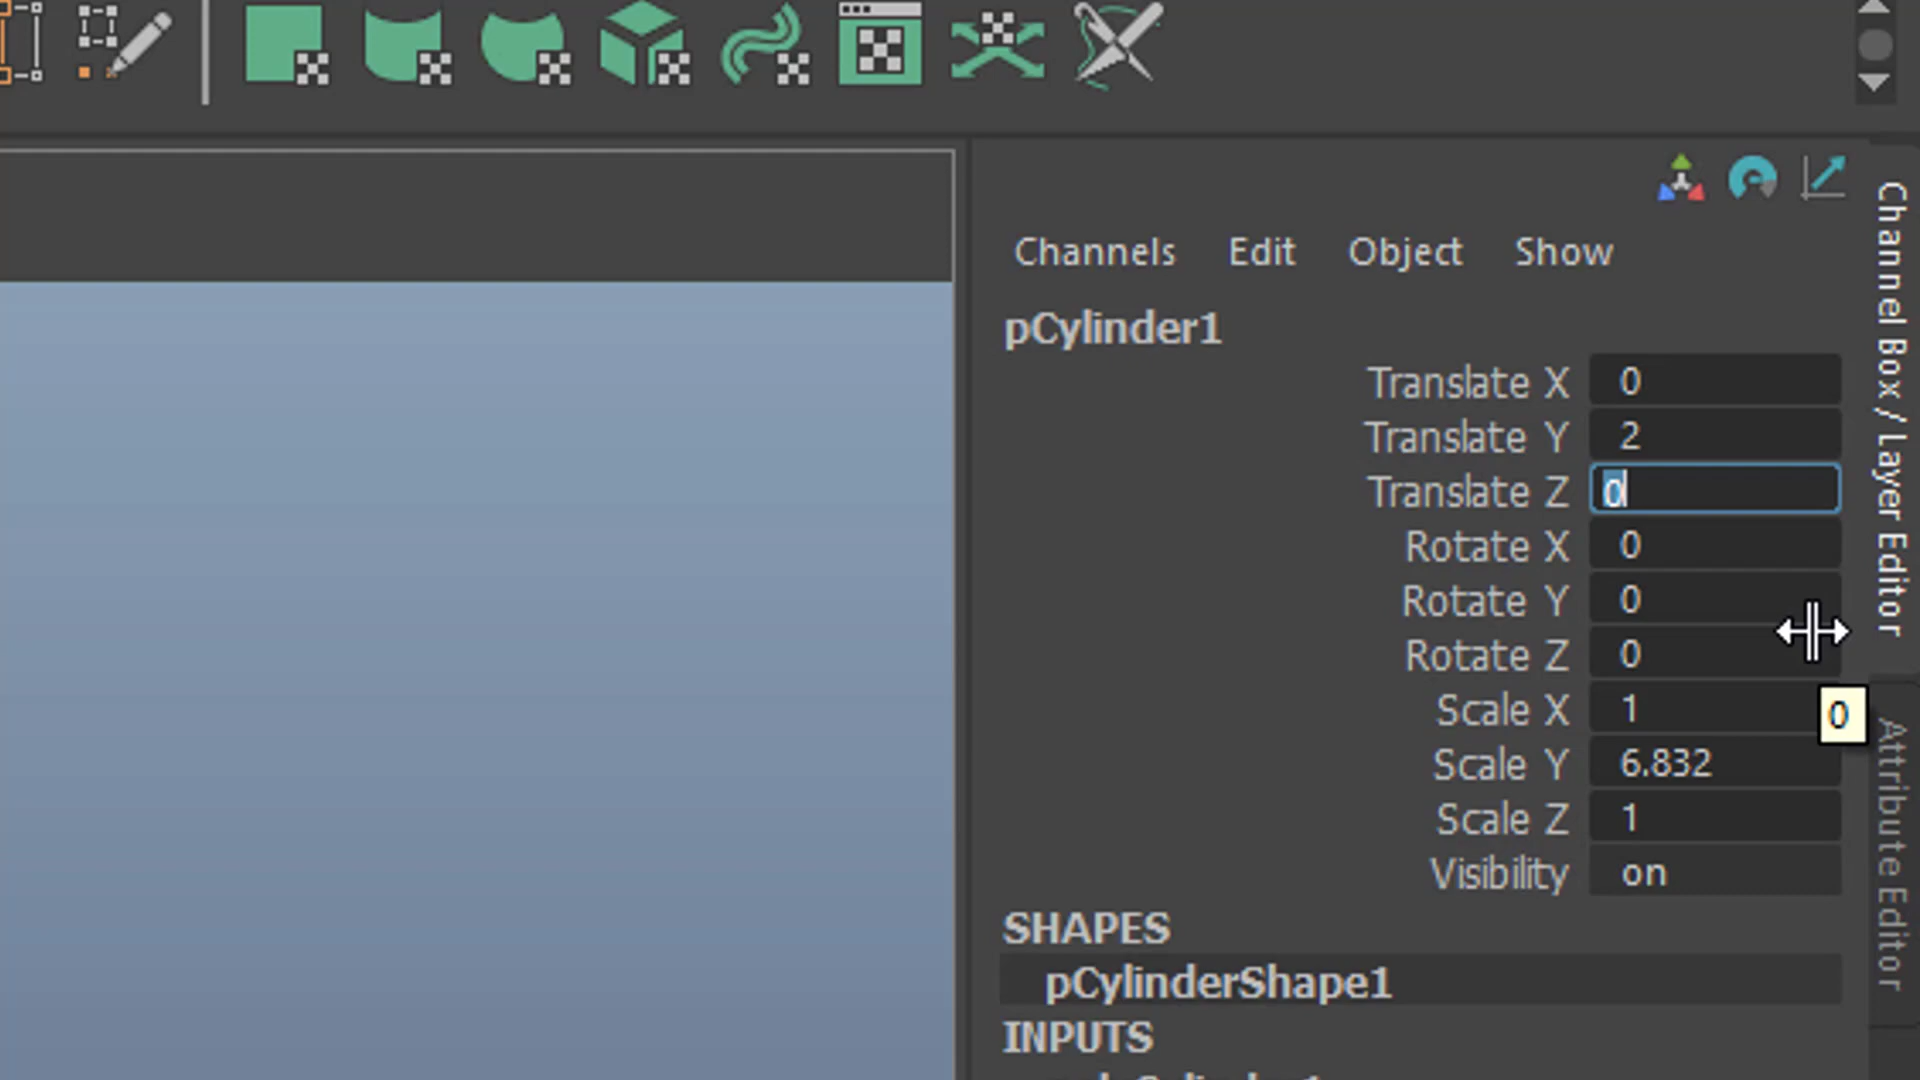 Channels Edit Object Show
pCylinder1
Translate X 0
Translate Y 2
Translate Z 0
Rotate X 0
Rotate Y 0
Rotate Z 0
Scale X 1
0
Scale Y 6.832
Scale Z 1
Visibility on
SHAPES
pCylinderShape1
INPUTS
Channel Box / Layer Editor
Attribute Editor